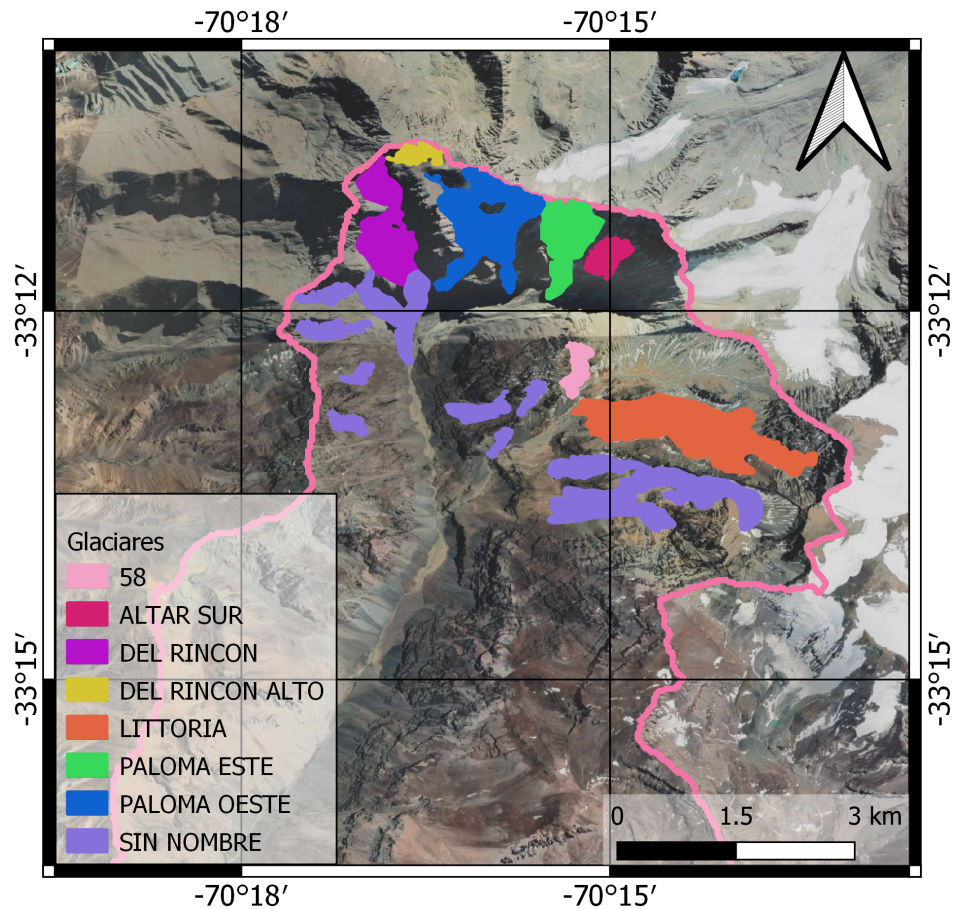 -70°18′
-70°15′
-33°12′
-33°12′
Glaciares
58
ALTAR SUR
DEL RINCON
DEL RINCON ALTO
LITTORIA
PALOMA ESTE
PALOMA OESTE
SIN NOMBRE
-33°15′
-33°15′
0 1.5 3 km
-70°18′
-70°15′